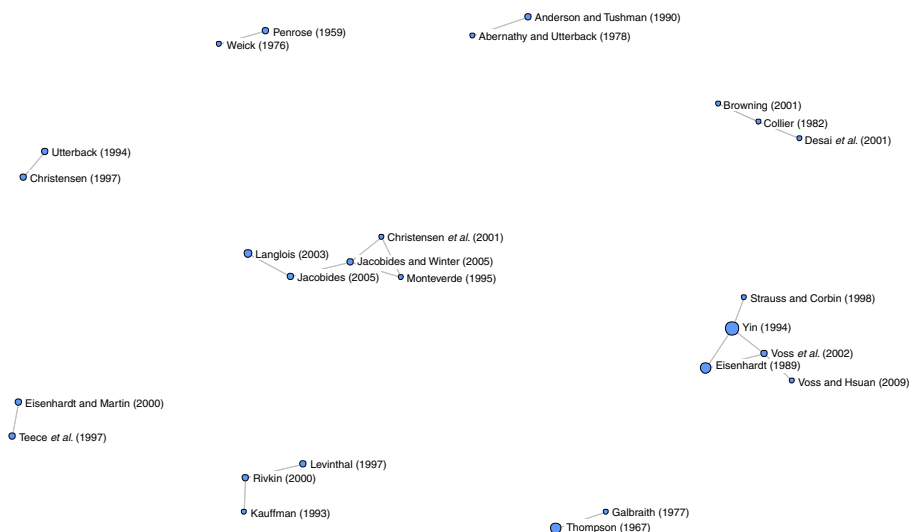 Anderson and Tushman (1990)
Penrose (1959)
Abernathy and Utterback (1978)
Weick (1976)
Browning (2001)
Collier (1982)
Desai et al. (2001)
Utterback (1994)
Christensen (1997)
Christensen et al. (2001)
Langlois (2003)
Jacobides and Winter (2005)
Jacobides (2005)
Monteverde (1995)
Strauss and Corbin (1998)
Yin (1994)
Voss et al. (2002)
Eisenhardt (1989)
Voss and Hsuan (2009)
Eisenhardt and Martin (2000)
Teece et al. (1997)
Levinthal (1997)
Rivkin (2000)
Kauffman (1993)
Galbraith (1977)
Thompson (1967)